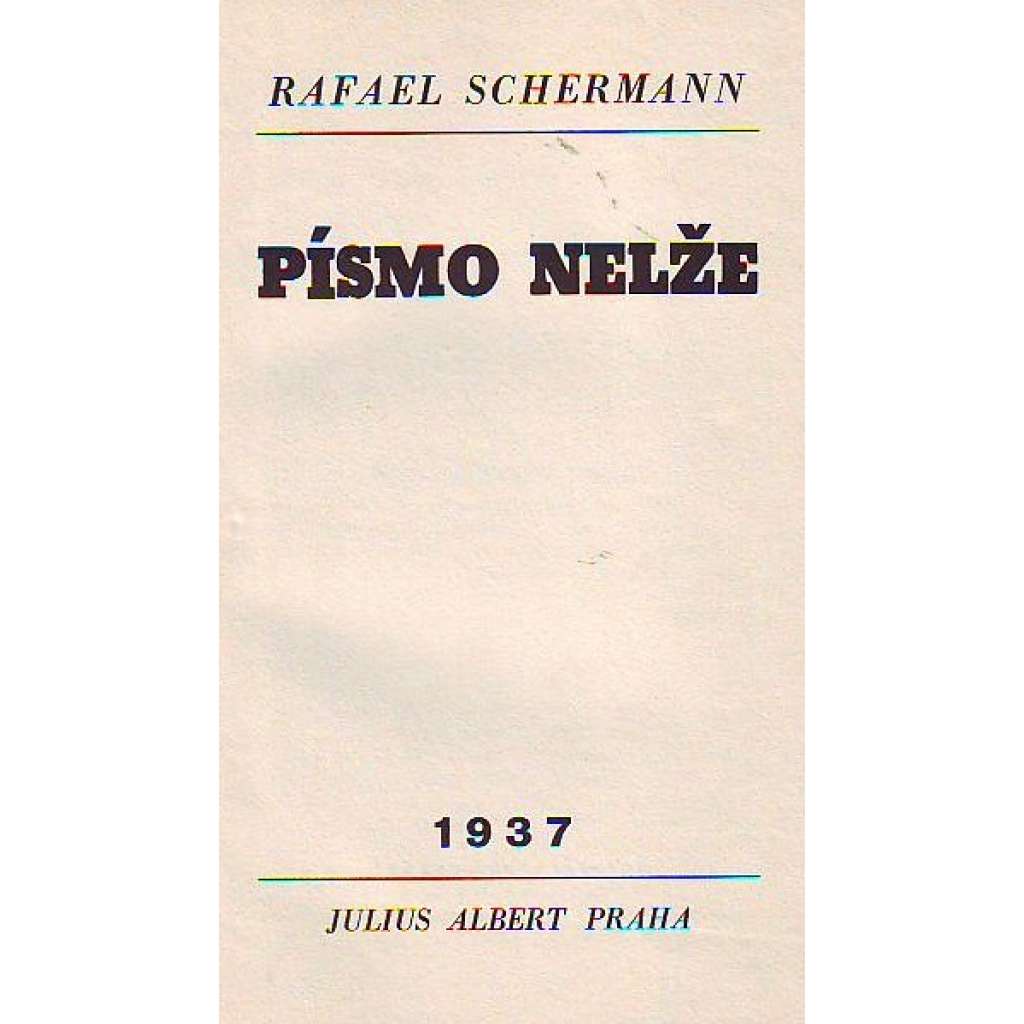 RAFAEL SCHERMANN
PÍSMO NELŽE
1937
JULIUS ALBERT PRAHA